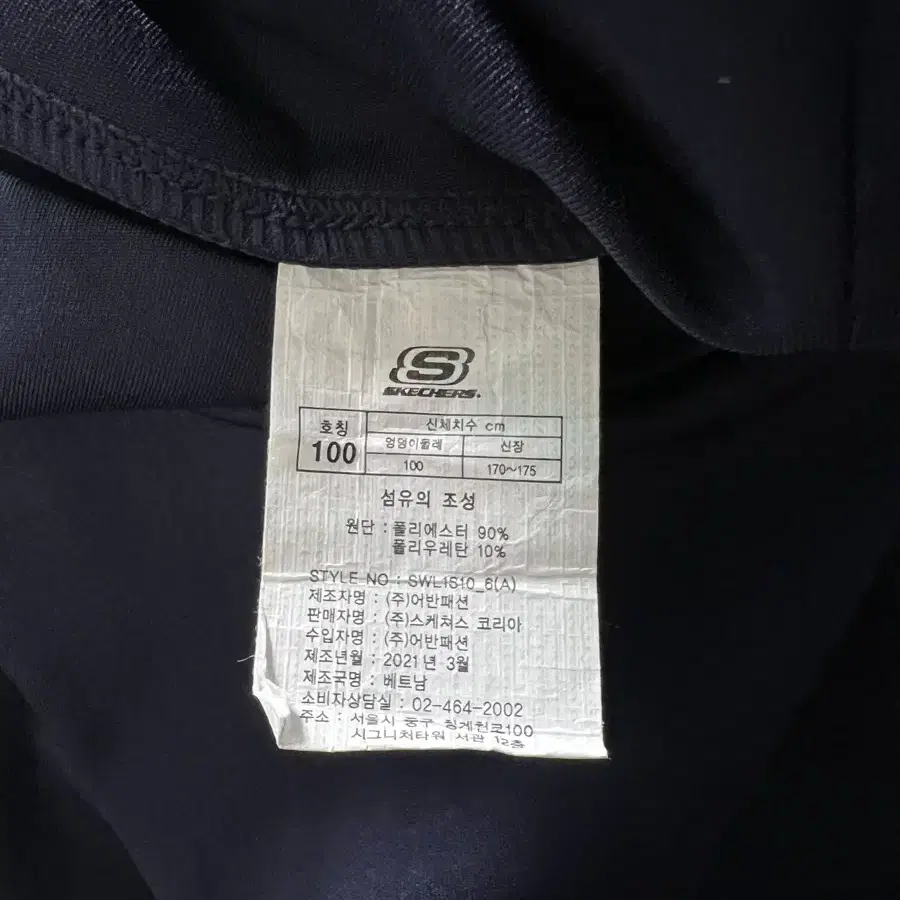 SKECHERS.
호칭 신체치수 cm
100 엉덩이둘레 신장
100 170~175
섬유의 조성
원단 : 폴리에스터 90%
폴리우레탄 10%
STYLE NO : SWL1S10_6(A)
제조자명 : (주)어반패션
판매자명 : (주)스케쳐스 코리아
수입자명 : (주)어반패션
제조년월 : 2021년 3월
제조국명 : 베트남
소비자상담실 : 02-464-2002
주소 : 서울시 중구 청계천로100
시그니처타워 서관 12층